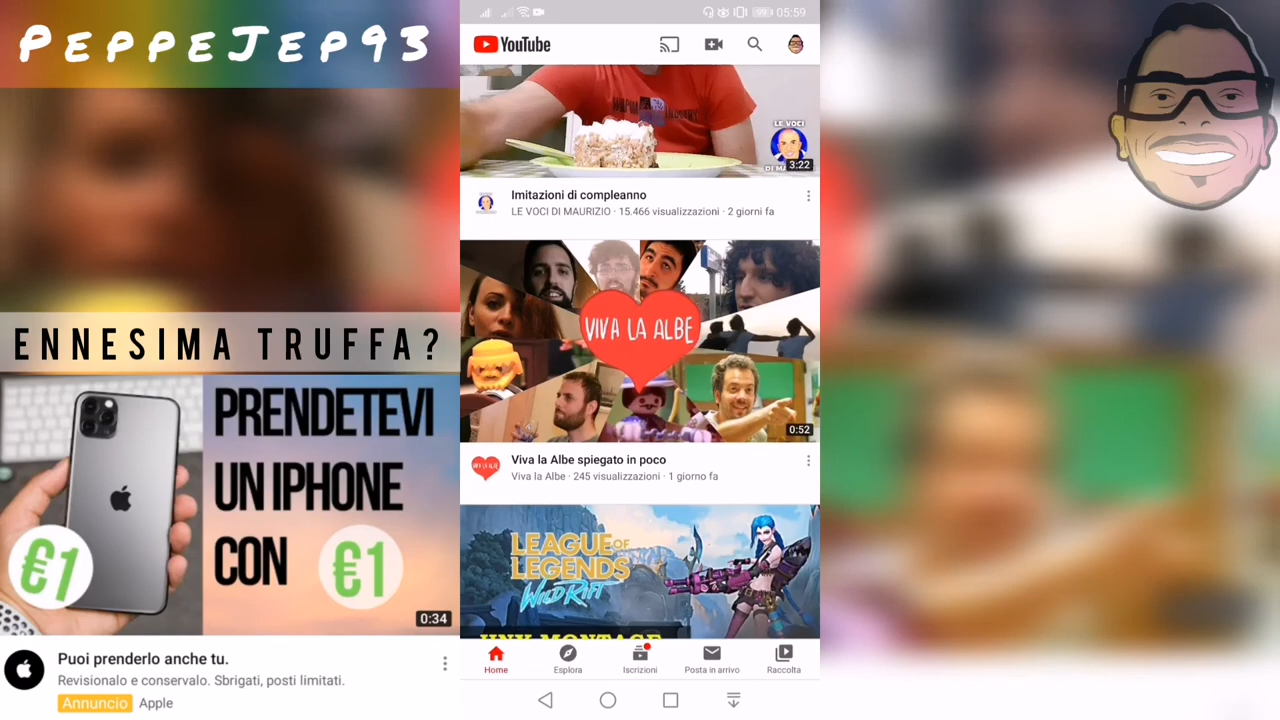 PEPPEJEP93
ENNESIMA TRUFFA?
PRENDETEVI
UN IPHONE
CON €1
€1
0:34
Puoi prenderlo anche tu.
Revisionalo e conservalo. Sbrigati, posti limitati.
Annuncio Apple
99 05:59
YouTube
LE VOCI
3:22
Imitazioni di compleanno
LE VOCI DI MAURIZIO · 15.466 visualizzazioni · 2 giorni fa
VIVA LA ALBE
0:52
Viva la Albe spiegato in poco
Viva la Albe · 245 visualizzazioni · 1 giorno fa
LEAGUE OF
LEGENDS
WILD RIFT
Home
Esplora
Iscrizioni
Posta in arrivo
Raccolta